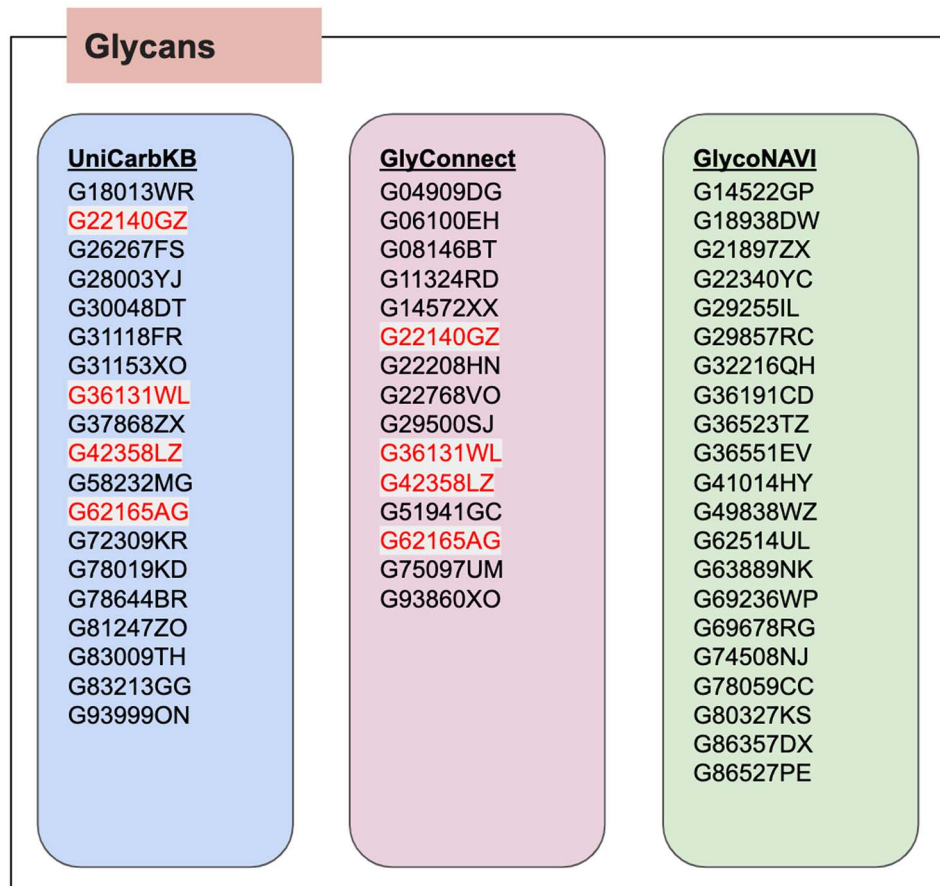 Glycans
UniCarbKB
G18013WR
G22140GZ
G26267FS
G28003YJ
G30048DT
G31118FR
G31153XO
G36131WL
G37868ZX
G42358LZ
G58232MG
G62165AG
G72309KR
G78019KD
G78644BR
G81247ZO
G83009TH
G83213GG
G93999ON
GlyConnect
G04909DG
G06100EH
G08146BT
G11324RD
G14572XX
G22140GZ
G22208HN
G22768VO
G29500SJ
G36131WL
G42358LZ
G51941GC
G62165AG
G75097UM
G93860XO
GlycoNAVI
G14522GP
G18938DW
G21897ZX
G22340YC
G29255IL
G29857RC
G32216QH
G36191CD
G36523TZ
G36551EV
G41014HY
G49838WZ
G62514UL
G63889NK
G69236WP
G69678RG
G74508NJ
G78059CC
G80327KS
G86357DX
G86527PE